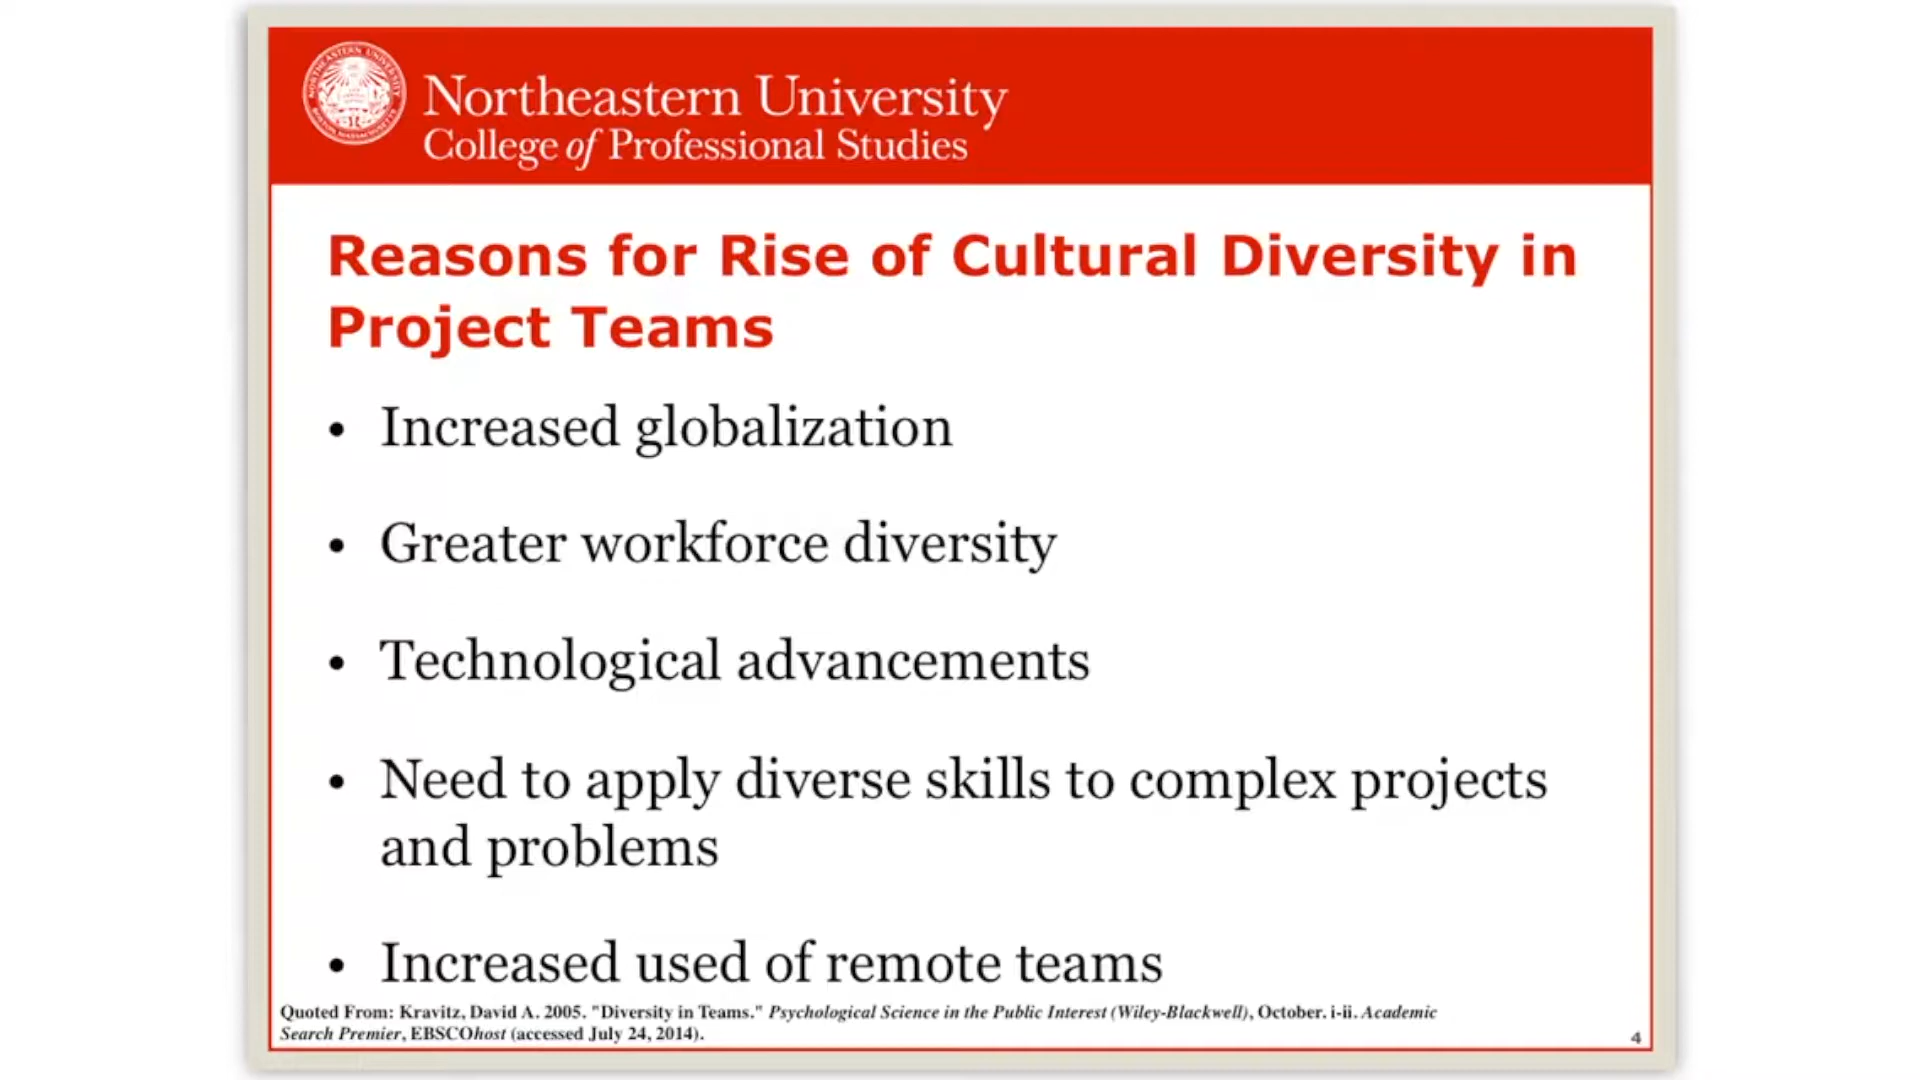 Northeastern University
College of Professional Studies
Reasons for Rise of Cultural Diversity in
Project Teams
• Increased globalization
• Greater workforce diversity
• Technological advancements
• Need to apply diverse skills to complex projects
and problems
• Increased used of remote teams
Quoted From: Kravitz, David A. 2005. "Diversity in Teams." Psychological Science in the Public Interest (Wiley-Blackwell), October. i-ii. Academic
Search Premier, EBSCOhost (accessed July 24, 2014).
4